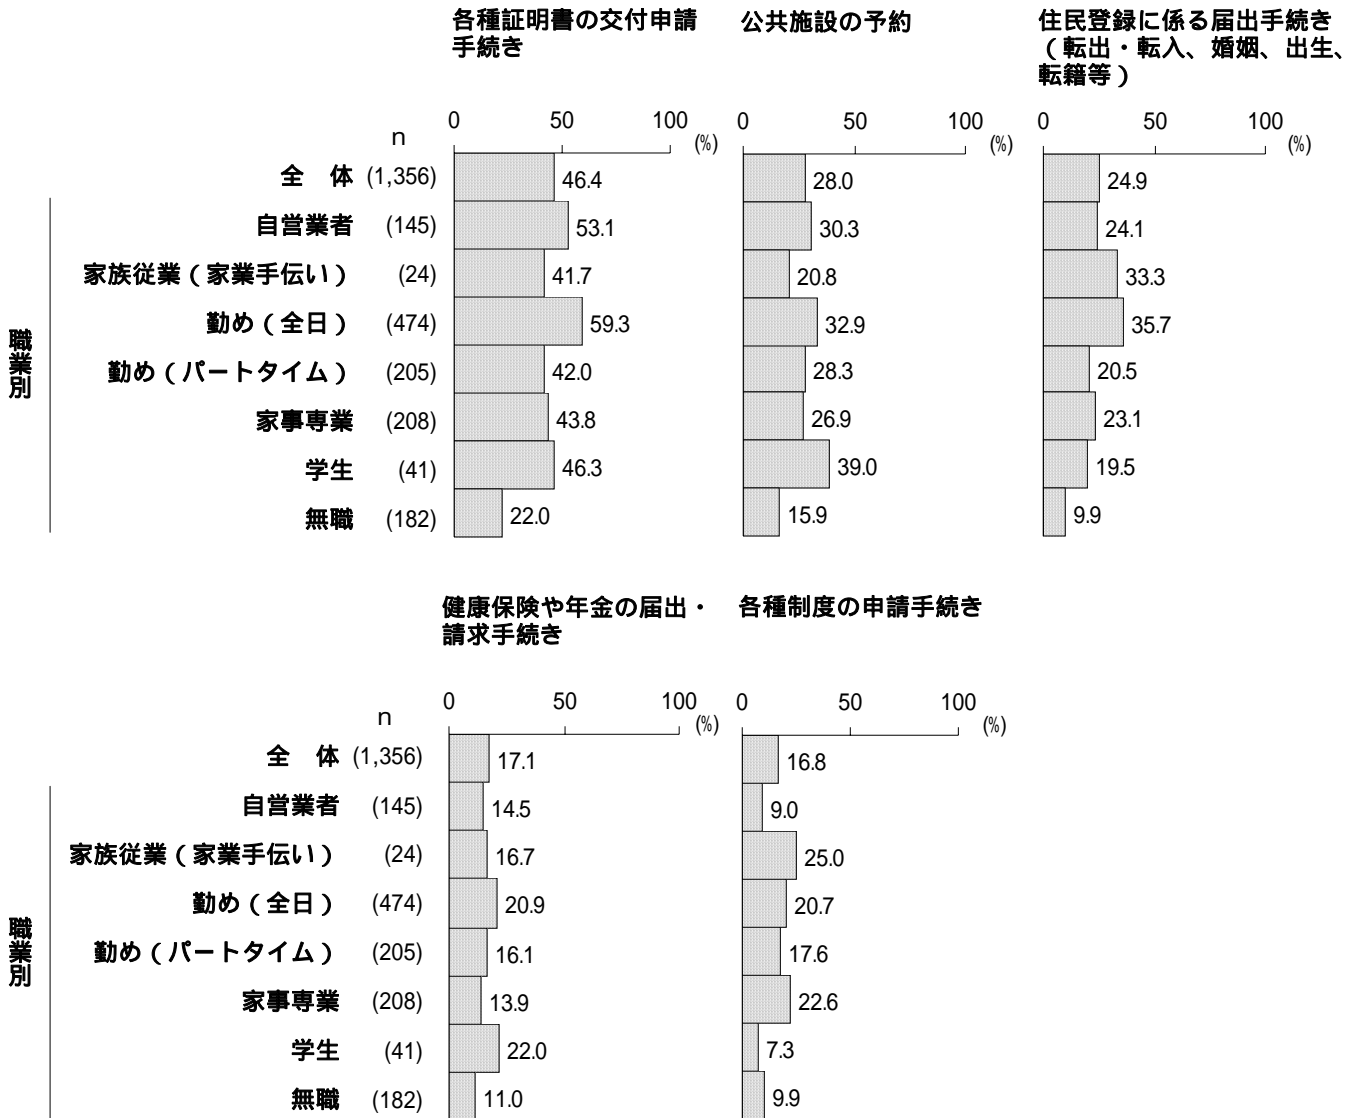 各種証明書の交付申請
手続き
公共施設の予約
住民登録に係る届出手続き
（転出・転入、婚姻、出生、
転籍等）
n
0 50 100
(%)
0 50 100
(%)
0 50 100
(%)
職業別
全 体 (1,356) 46.4 28.0 24.9
自営業者 (145) 53.1 30.3 24.1
家族従業（家業手伝い） (24) 41.7 20.8 33.3
勤め（全日） (474) 59.3 32.9 35.7
勤め（パートタイム） (205) 42.0 28.3 20.5
家事専業 (208) 43.8 26.9 23.1
学生 (41) 46.3 39.0 19.5
無職 (182) 22.0 15.9 9.9
健康保険や年金の届出・
請求手続き
各種制度の申請手続き
n
0 50 100
(%)
0 50 100
(%)
職業別
全 体 (1,356) 17.1 16.8
自営業者 (145) 14.5 9.0
家族従業（家業手伝い） (24) 16.7 25.0
勤め（全日） (474) 20.9 20.7
勤め（パートタイム） (205) 16.1 17.6
家事専業 (208) 13.9 22.6
学生 (41) 22.0 7.3
無職 (182) 11.0 9.9